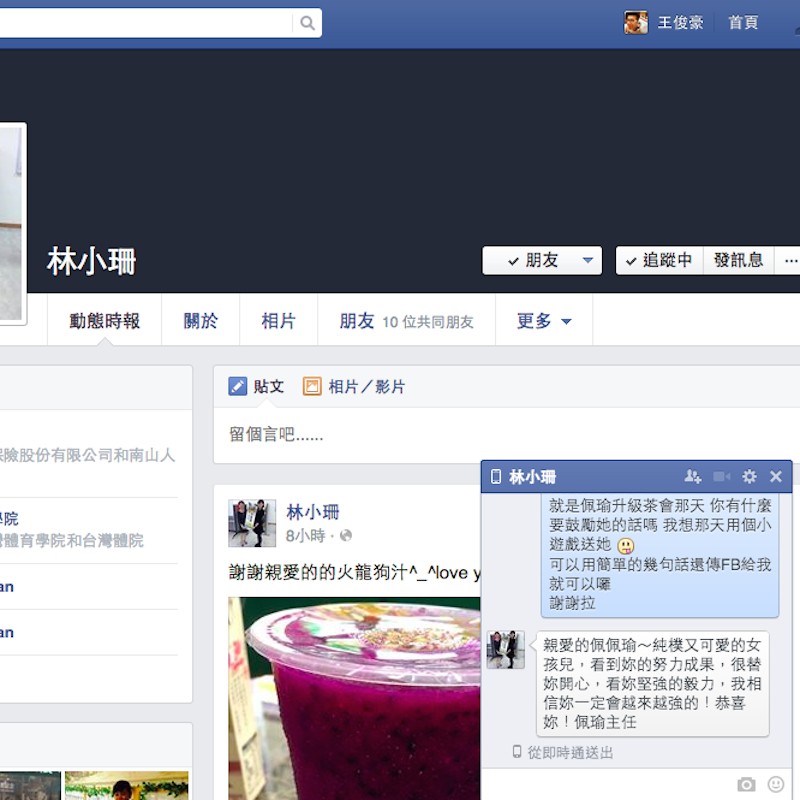 王俊豪 首頁
林小珊
朋友
追蹤中
發訊息
動態時報 關於 相片 朋友 10 位共同朋友 更多
貼文 相片／影片
留個言吧......
險股份有限公司和南山人
學院
體育學院和台灣體院
an
an
林小珊
8小時
謝謝親愛的的火龍狗汁^_^love y
林小珊
就是佩瑜升級茶會那天 你有什麼
要鼓勵她的話嗎 我想那天用個小
遊戲送她
可以用簡單的幾句話還傳FB給我
就可以囉
謝謝拉
親愛的佩佩瑜～純樸又可愛的女
孩兒，看到妳的努力成果，很替
妳開心，看妳堅強的毅力，我相
信妳一定會越來越強的！恭喜
妳！佩瑜主任
從即時通送出